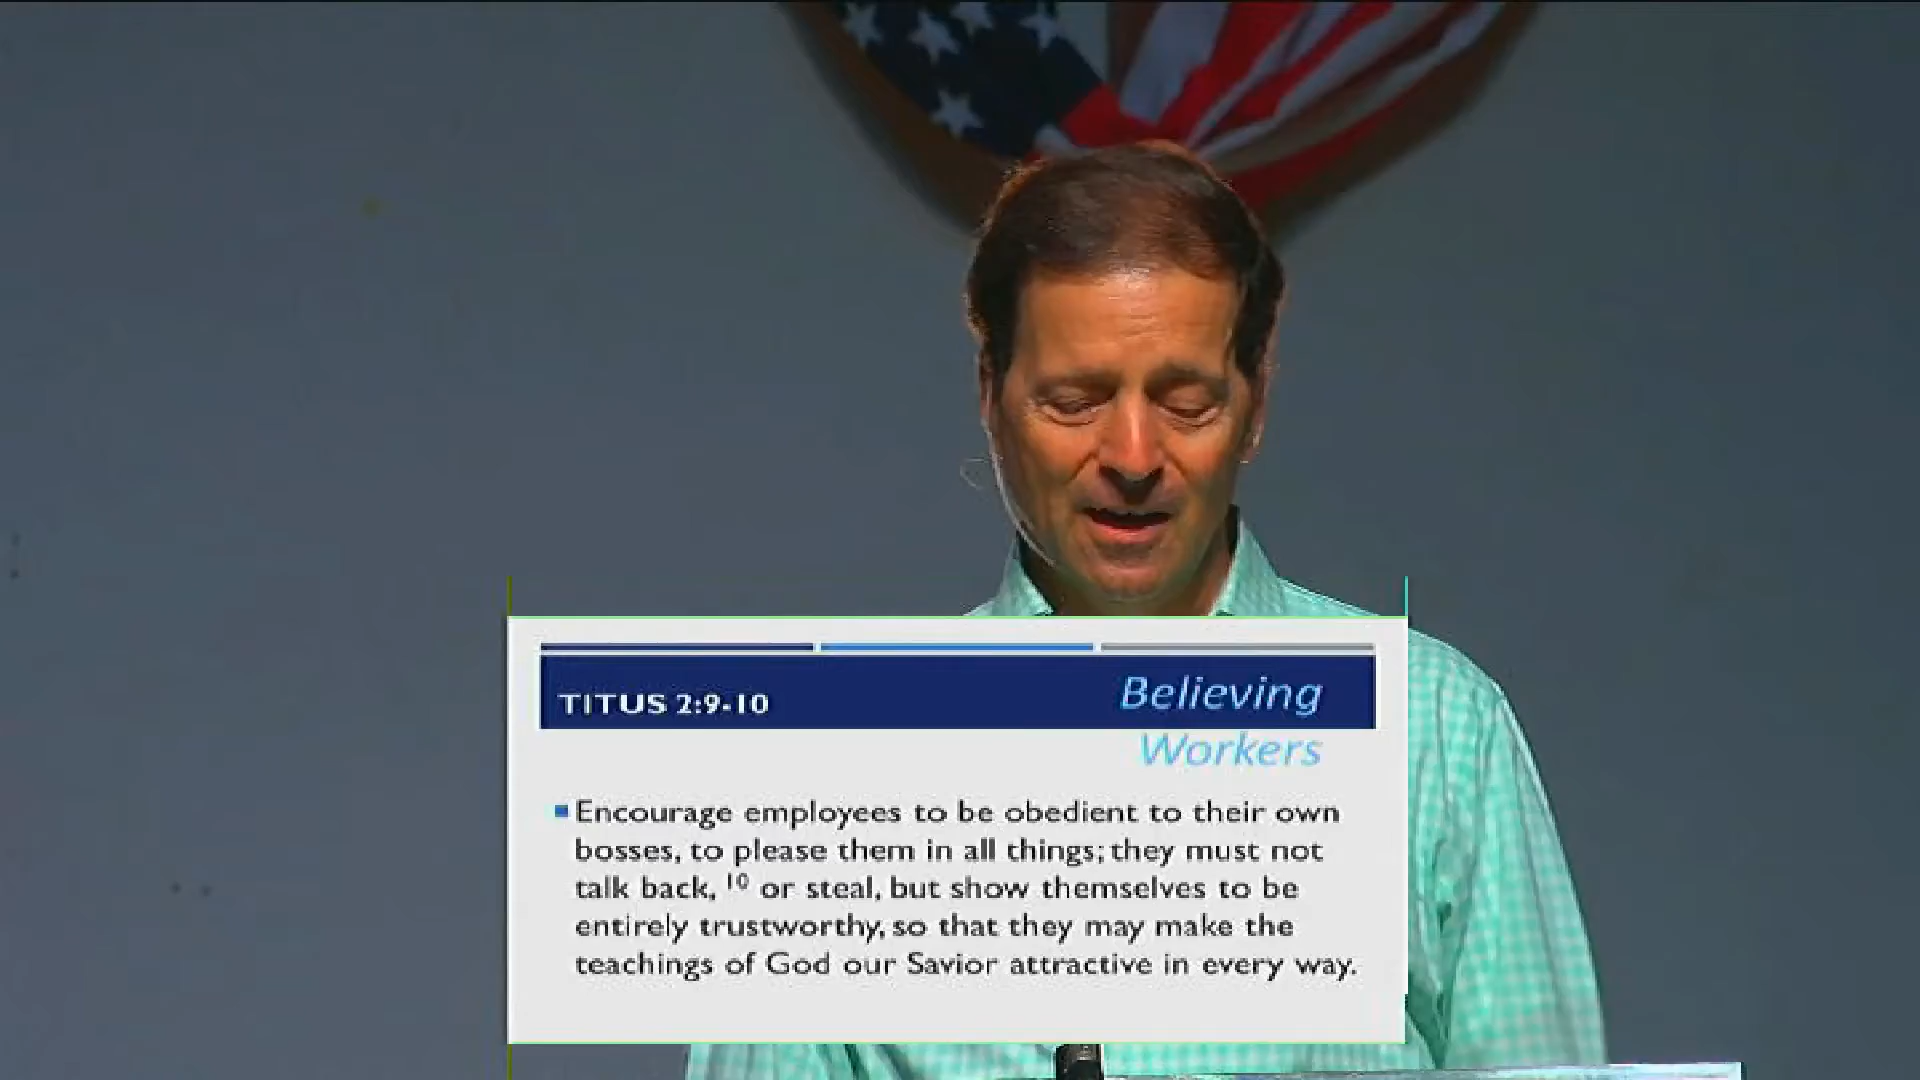 TITUS 2:9-10
Believing
Workers
Encourage employees to be obedient to their own
bosses, to please them in all things; they must not
talk back, ¹⁰ or steal, but show themselves to be
entirely trustworthy, so that they may make the
teachings of God our Savior attractive in every way.